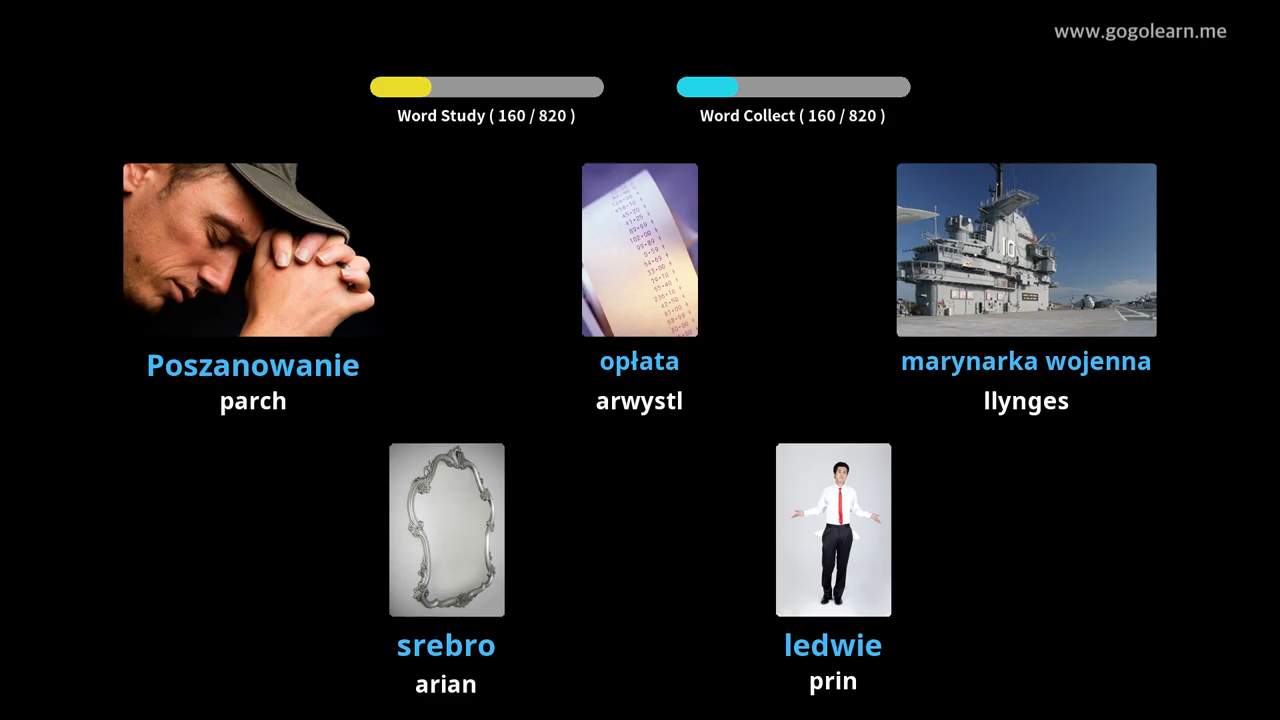 www.gogolearn.me
Word Study ( 160 / 820 )
Word Collect ( 160 / 820 )
Poszanowanie
parch
opłata
arwystl
marynarka wojenna
llynges
srebro
arian
ledwie
prin